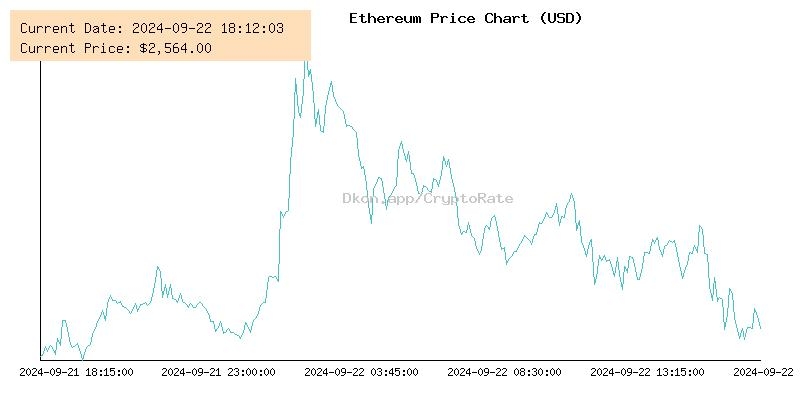 Ethereum Price Chart (USD)
Current Date: 2024-09-22 18:12:03
Current Price: $2,564.00
Dkon.app/CryptoRate
2024-09-21 18:15:00 2024-09-21 23:00:00 2024-09-22 03:45:00 2024-09-22 08:30:00 2024-09-22 13:15:00 2024-09-22